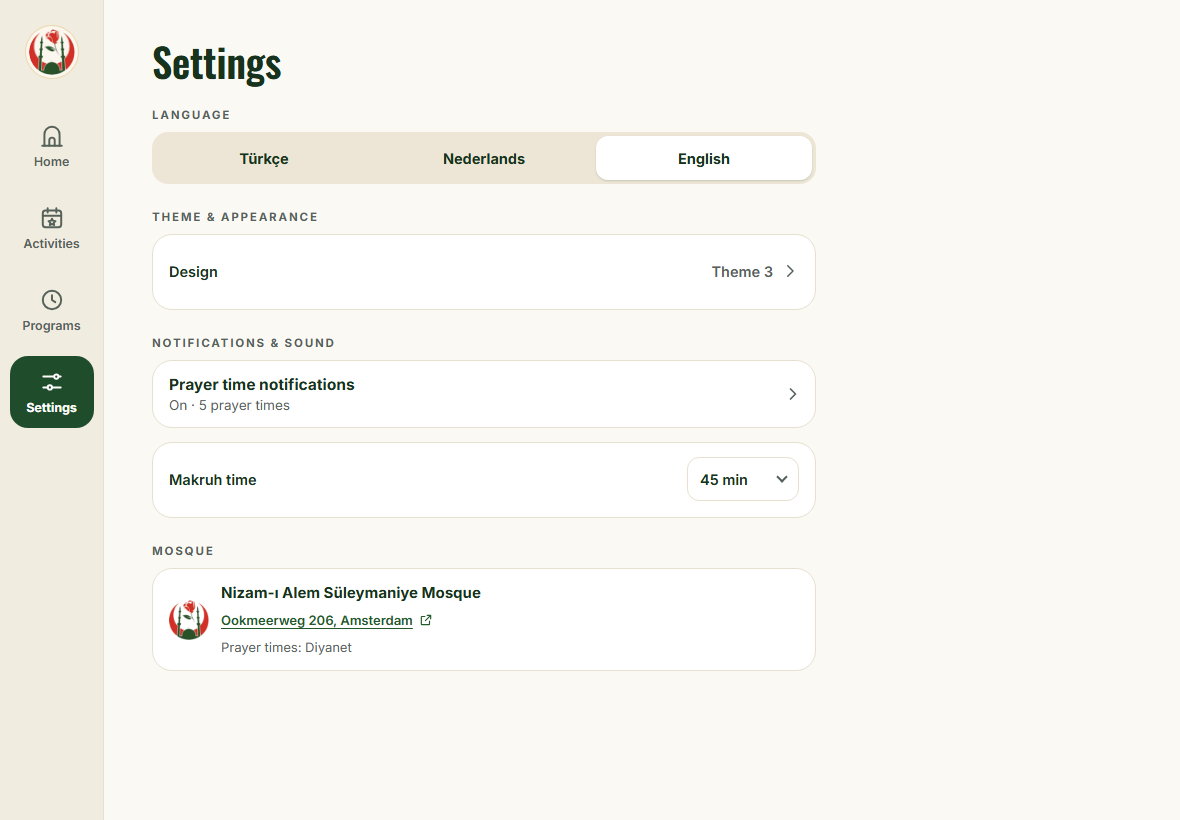 Home
Activities
Programs
Settings
Settings
LANGUAGE
Türkçe
Nederlands
English
THEME & APPEARANCE
Design
Theme 3
NOTIFICATIONS & SOUND
Prayer time notifications
On · 5 prayer times
Makruh time
45 min
MOSQUE
Nizam-ı Alem Süleymaniye Mosque
Ookmeerweg 206, Amsterdam
Prayer times: Diyanet